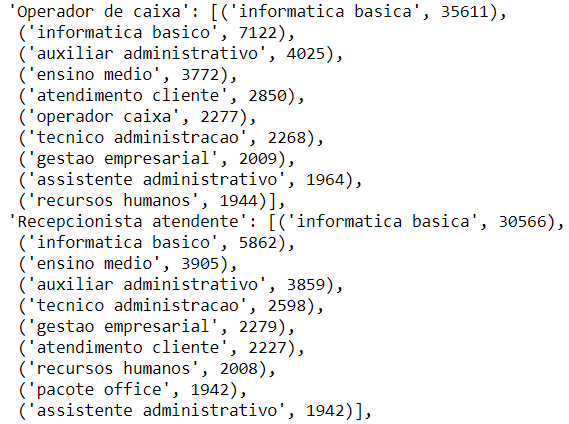 'Operador de caixa': [('informatica basica', 35611),
('informatica basico', 7122),
('auxiliar administrativo', 4025),
('ensino medio', 3772),
('atendimento cliente', 2850),
('operador caixa', 2277),
('tecnico administracao', 2268),
('gestao empresarial', 2009),
('assistente administrativo', 1964),
('recursos humanos', 1944)],
'Recepcionista atendente': [('informatica basica', 30566),
('informatica basico', 5862),
('ensino medio', 3905),
('auxiliar administrativo', 3859),
('tecnico administracao', 2598),
('gestao empresarial', 2279),
('atendimento cliente', 2227),
('recursos humanos', 2008),
('pacote office', 1942),
('assistente administrativo', 1942)],